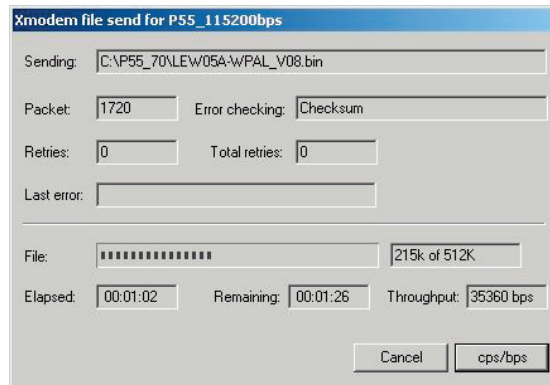 Xmodem file send for P55_115200bps
Sending: C:\P55_70\LEW05A-WPAL_V08.bin
Packet: 1720 Error checking: Checksum
Retries: 0 Total retries: 0
Last error:
File: 215k of 512K
Elapsed: 00:01:02 Remaining: 00:01:26 Throughput: 35360 bps
Cancel cps/bps